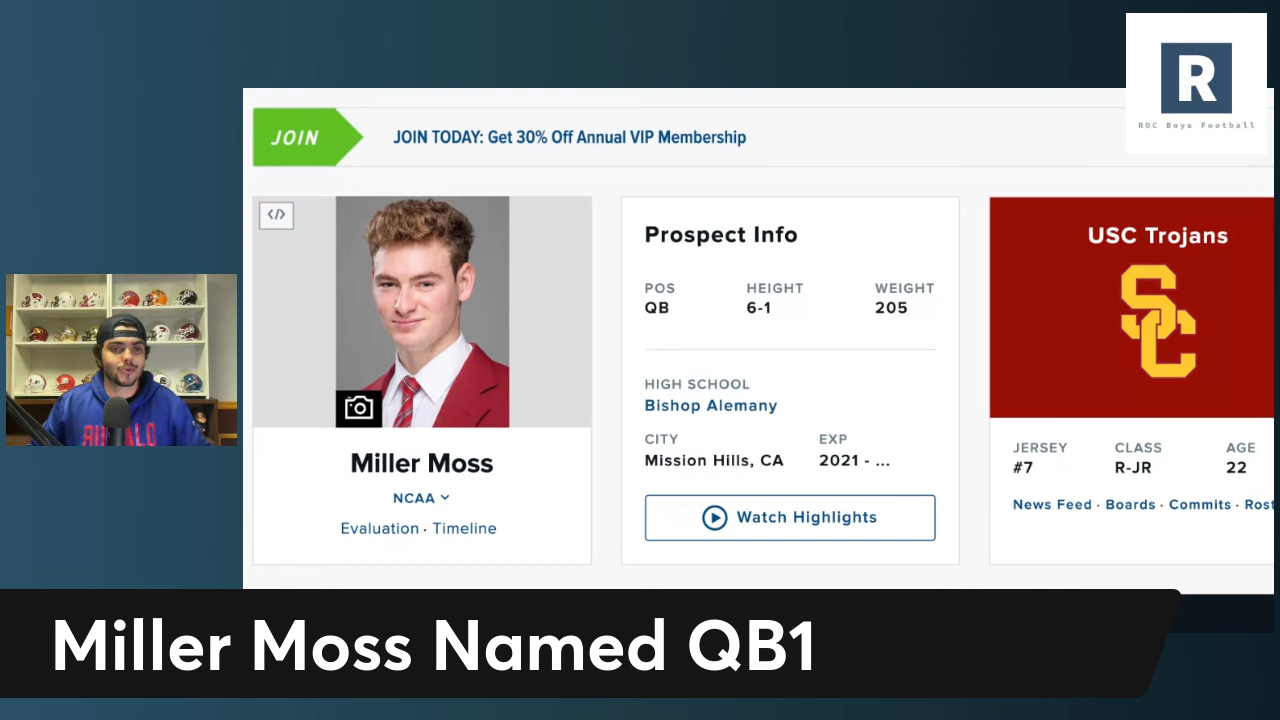 R
ROC Boys Football
JOIN
JOIN TODAY: Get 30% Off Annual VIP Membership
</>
Miller Moss
NCAA
Evaluation · Timeline
Prospect Info
POS HEIGHT WEIGHT
QB 6-1 205
HIGH SCHOOL
Bishop Alemany
CITY EXP
Mission Hills, CA 2021 - ...
Watch Highlights
USC Trojans
SC
JERSEY CLASS AGE
#7 R-JR 22
News Feed · Boards · Commits · Rost
BUFFALO
Miller Moss Named QB1